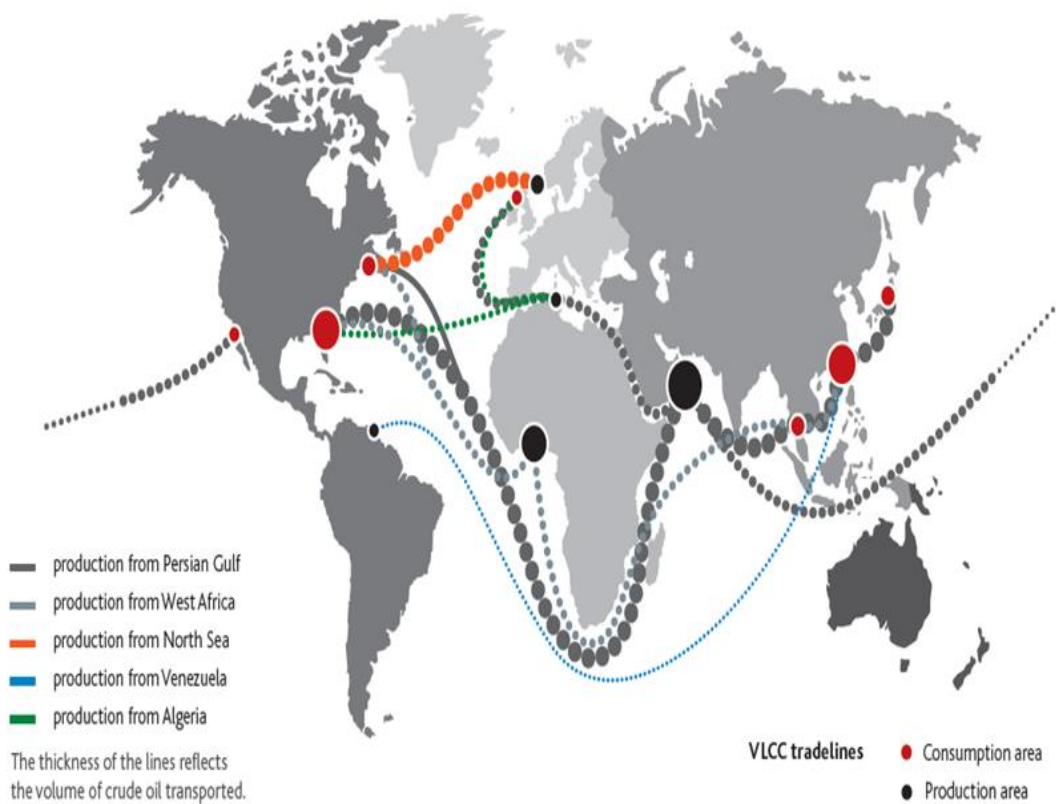 production from Persian Gulf
production from West Africa
production from North Sea
production from Venezuela
production from Algeria
The thickness of the lines reflects
the volume of crude oil transported.
VLCC tradelines
Consumption area
Production area